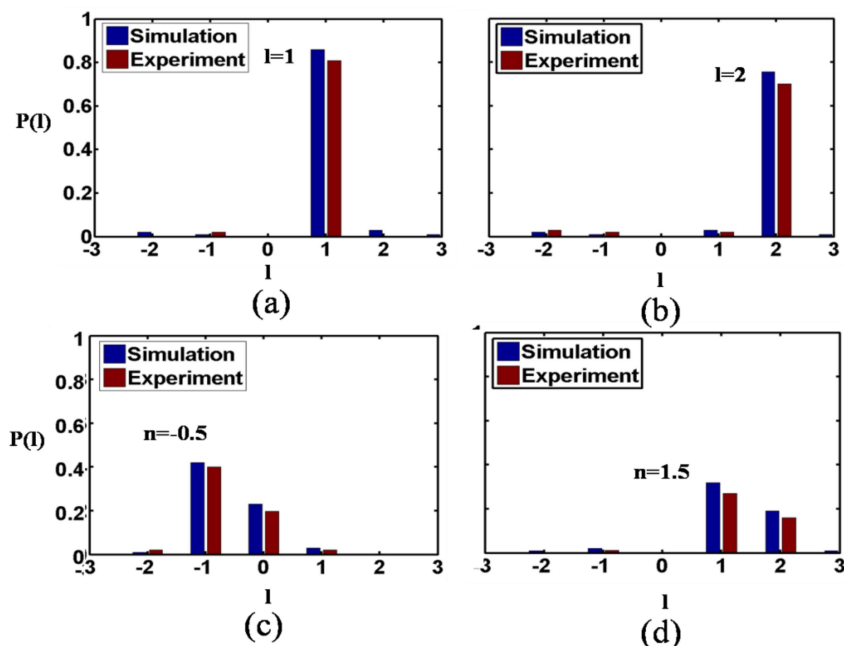 1
Simulation
Experiment
l=1
0.8
0.6
P(l)
0.4
0.2
0
-3 -2 -1 0 1 2 3
l
(a)
Simulation
Experiment
l=2
-3 -2 -1 0 1 2 3
l
(b)
1
Simulation
Experiment
0.8
0.6
n=-0.5
P(l)
0.4
0.2
0
-3 -2 -1 0 1 2 3
l
(c)
Simulation
Experiment
n=1.5
-3 -2 -1 0 1 2 3
l
(d)